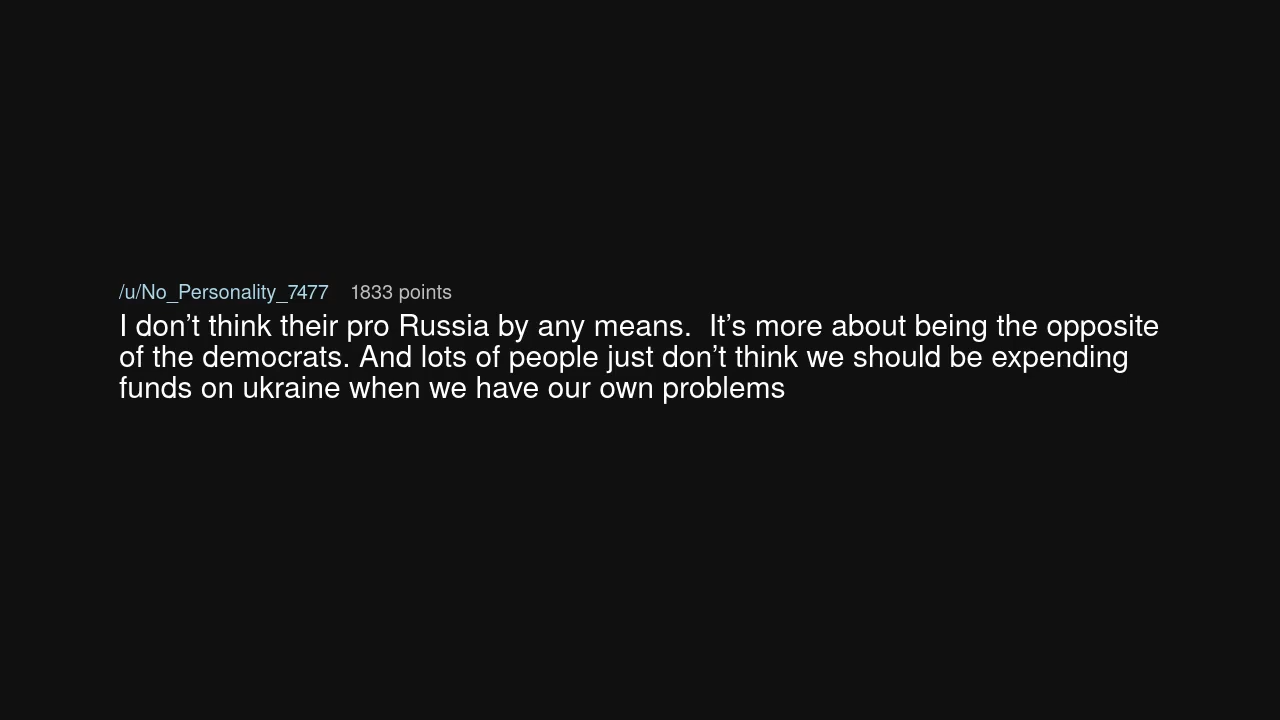 /u/No_Personality_7477 1833 points
I don’t think their pro Russia by any means.  It’s more about being the opposite
of the democrats. And lots of people just don’t think we should be expending
funds on ukraine when we have our own problems